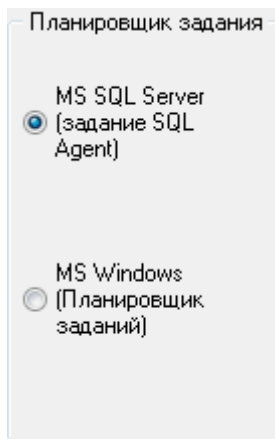 Планировщик задания
MS SQL Server
(задание SQL
Agent)
MS Windows
(Планировщик
заданий)